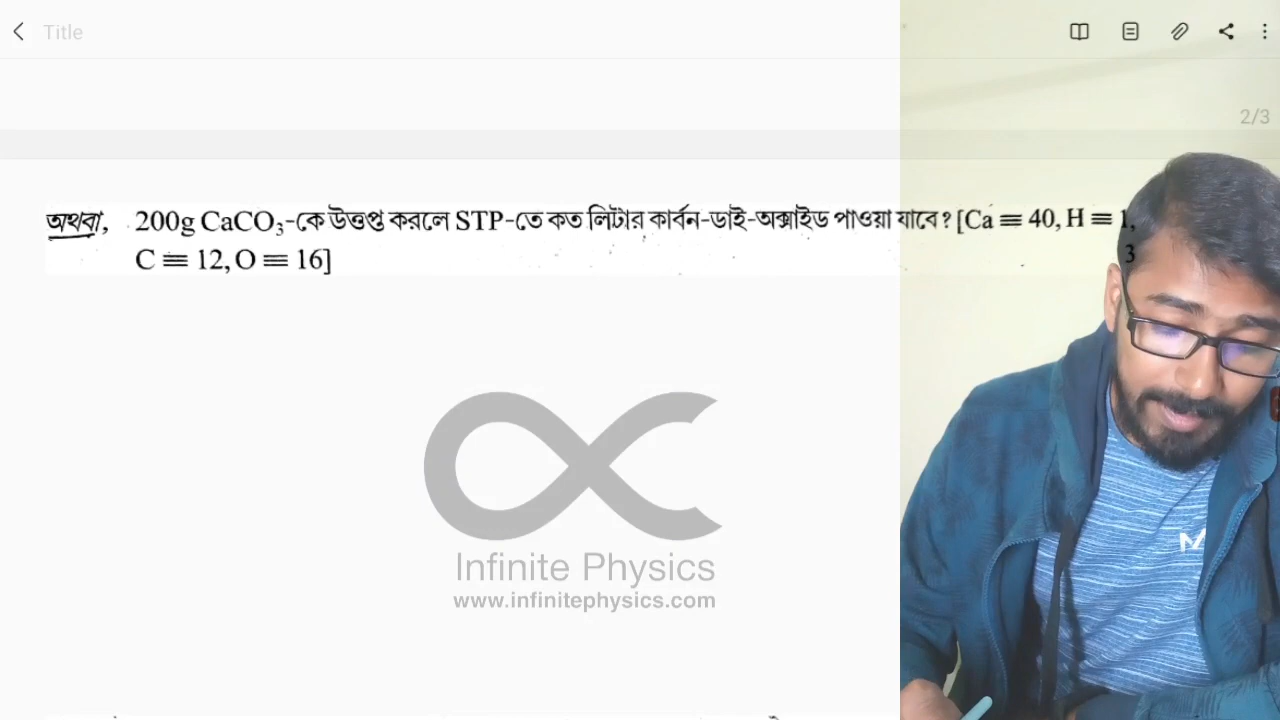 Title
2/3
অথবা, 200g CaCO₃-কে উত্তপ্ত করলে STP-তে কত লিটার কার্বন-ডাই-অক্সাইড পাওয়া যাবে? [Ca ≡ 40, H ≡ 1,
3
C ≡ 12, O ≡ 16]
Infinite Physics
www.infinitephysics.com